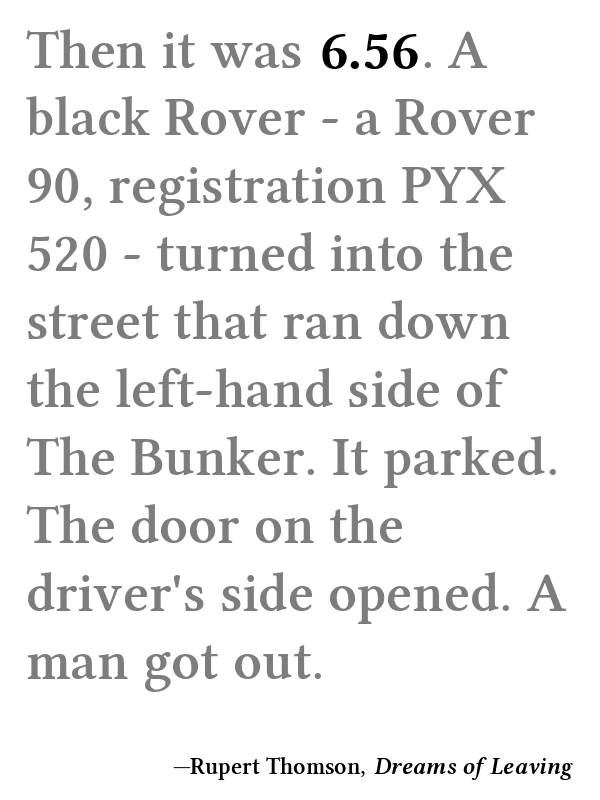 Then it was 6.56. A
black Rover - a Rover
90, registration PYX
520 - turned into the
street that ran down
the left-hand side of
The Bunker. It parked.
The door on the
driver's side opened. A
man got out.
—Rupert Thomson, Dreams of Leaving